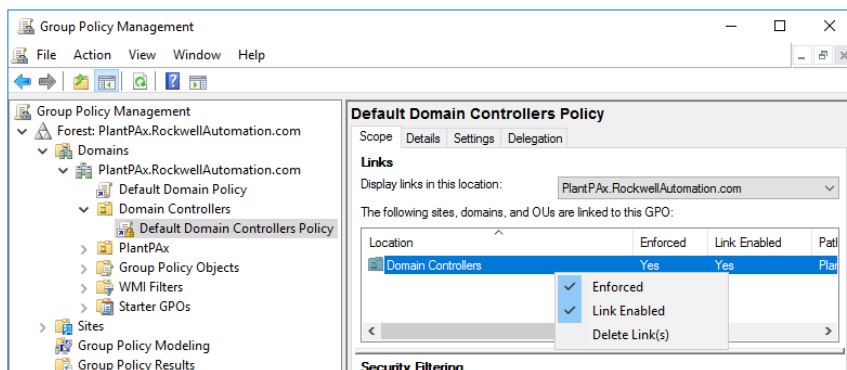 Group Policy Management
File Action View Window Help
Group Policy Management
Forest: PlantPAx.RockwellAutomation.com
Domains
PlantPAx.RockwellAutomation.com
Default Domain Policy
Domain Controllers
Default Domain Controllers Policy
PlantPAx
Group Policy Objects
WMI Filters
Starter GPOs
Sites
Group Policy Modeling
Group Policy Results
Default Domain Controllers Policy
Scope Details Settings Delegation
Links
Display links in this location: PlantPAx.RockwellAutomation.com
The following sites, domains, and OUs are linked to this GPO:
Location Enforced Link Enabled Patl
Domain Controllers Yes Yes Plar
Enforced
Link Enabled
Delete Link(s)
Security Filtering